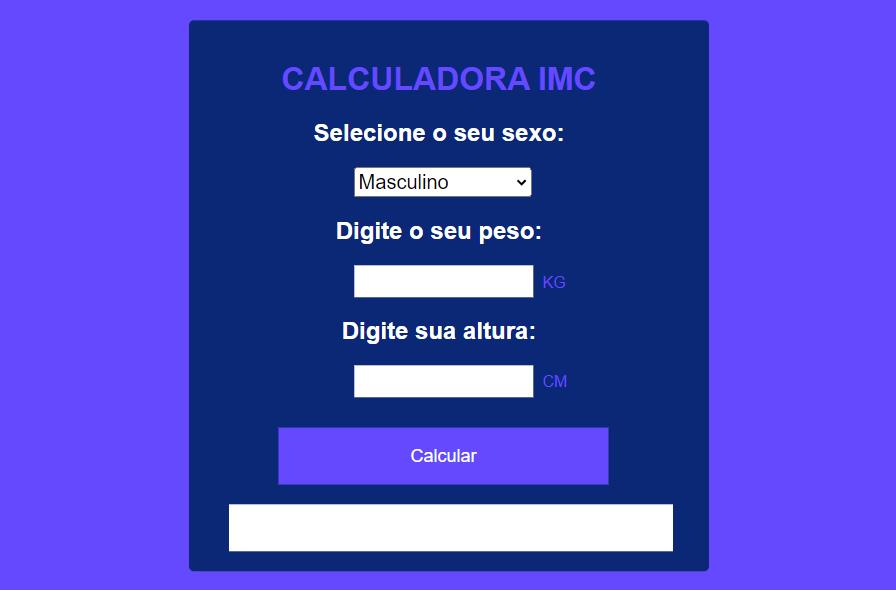 CALCULADORA IMC
Selecione o seu sexo:
Masculino
Digite o seu peso:
KG
Digite sua altura:
CM
Calcular